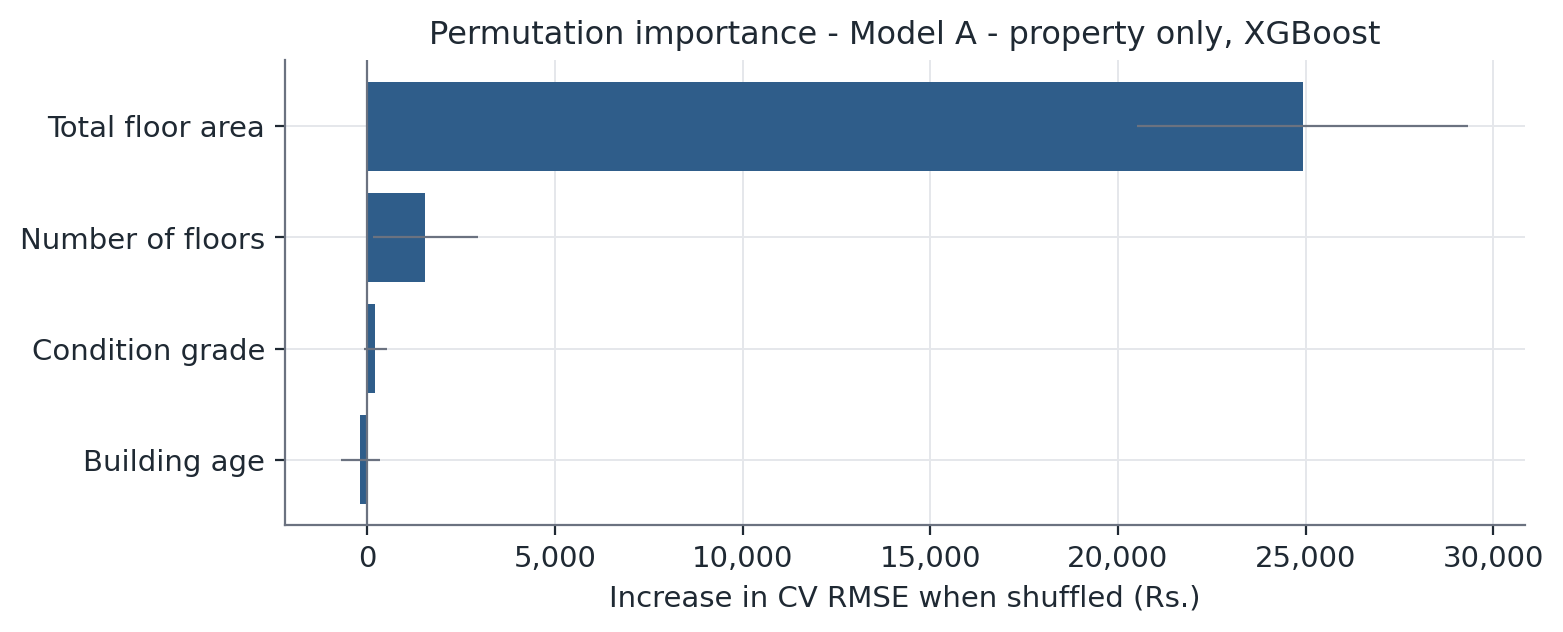 Permutation importance - Model A - property only, XGBoost
Total floor area
Number of floors
Condition grade
Building age
0 5,000 10,000 15,000 20,000 25,000 30,000
Increase in CV RMSE when shuffled (Rs.)